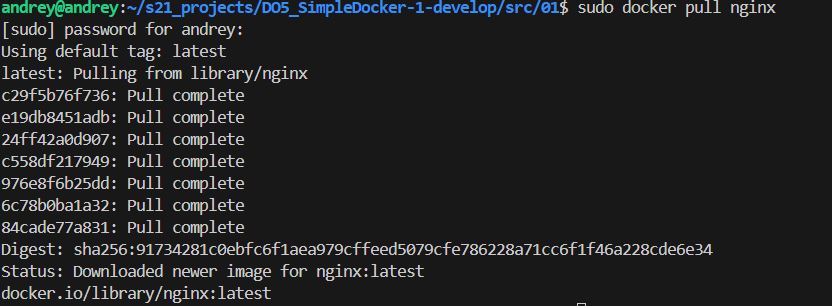 andrey@andrey:~/s21_projects/DO5_SimpleDocker-1-develop/src/01$ sudo docker pull nginx
[sudo] password for andrey:
Using default tag: latest
latest: Pulling from library/nginx
c29f5b76f736: Pull complete
e19db8451adb: Pull complete
24ff42a0d907: Pull complete
c558df217949: Pull complete
976e8f6b25dd: Pull complete
6c78b0ba1a32: Pull complete
84cade77a831: Pull complete
Digest: sha256:91734281c0ebfc6f1aea979cffeed5079cfe786228a71cc6f1f46a228cde6e34
Status: Downloaded newer image for nginx:latest
docker.io/library/nginx:latest